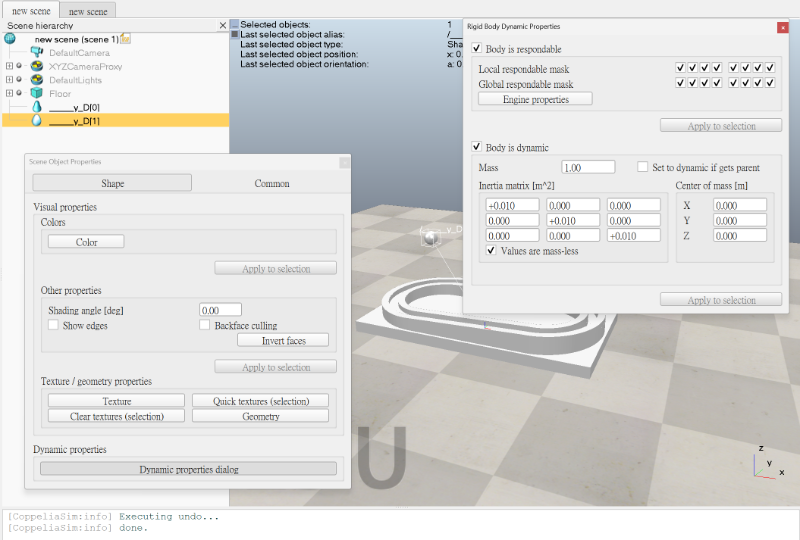 new scene
new scene
Scene hierarchy
new scene (scene 1)
DefaultCamera
XYZCameraProxy
DefaultLights
Floor
_____y_D[0]
_____y_D[1]
Selected objects: 1
Last selected object alias: /__
Last selected object type: Sha
Last selected object position: x: 0
Last selected object orientation: a: 0
Rigid Body Dynamic Properties
Body is respondable
Local respondable mask
Global respondable mask
Engine properties
Apply to selection
Body is dynamic
Mass 1.00 Set to dynamic if gets parent
Inertia matrix [m^2] Center of mass [m]
+0.010 0.000 0.000 X 0.000
0.000 +0.010 0.000 Y 0.000
0.000 0.000 +0.010 Z 0.000
Values are mass-less
Apply to selection
Scene Object Properties
Shape Common
Visual properties
Colors
Color
Apply to selection
Other properties
Shading angle [deg] 0.00
Show edges Backface culling
Invert faces
Apply to selection
Texture / geometry properties
Texture Quick textures (selection)
Clear textures (selection) Geometry
Dynamic properties
Dynamic properties dialog
U
z
y
x
[CoppeliaSim:info] Executing undo...
[CoppeliaSim:info] done.